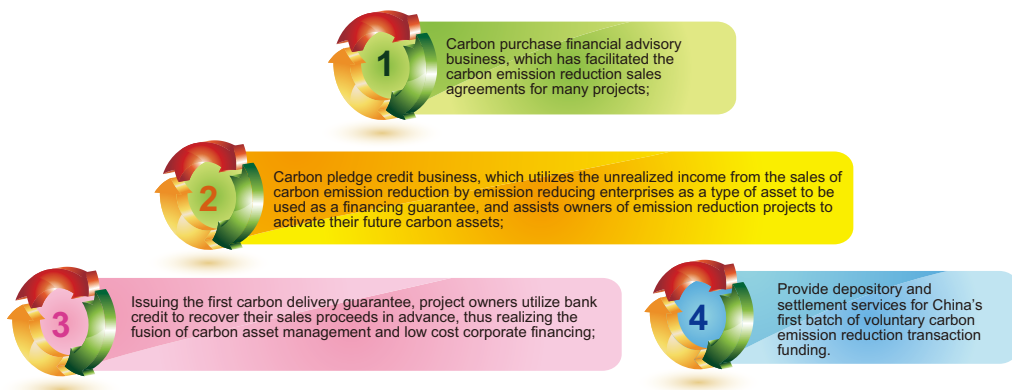 1
Carbon purchase financial advisory
business, which has facilitated the
carbon emission reduction sales
agreements for many projects;
2
Carbon pledge credit business, which utilizes the unrealized income from the sales of
carbon emission reduction by emission reducing enterprises as a type of asset to be
used as a financing guarantee, and assists owners of emission reduction projects to
activate their future carbon assets;
3
Issuing the first carbon delivery guarantee, project owners utilize bank
credit to recover their sales proceeds in advance, thus realizing the
fusion of carbon asset management and low cost corporate financing;
4
Provide depository and
settlement services for China's
first batch of voluntary carbon
emission reduction transaction
funding.